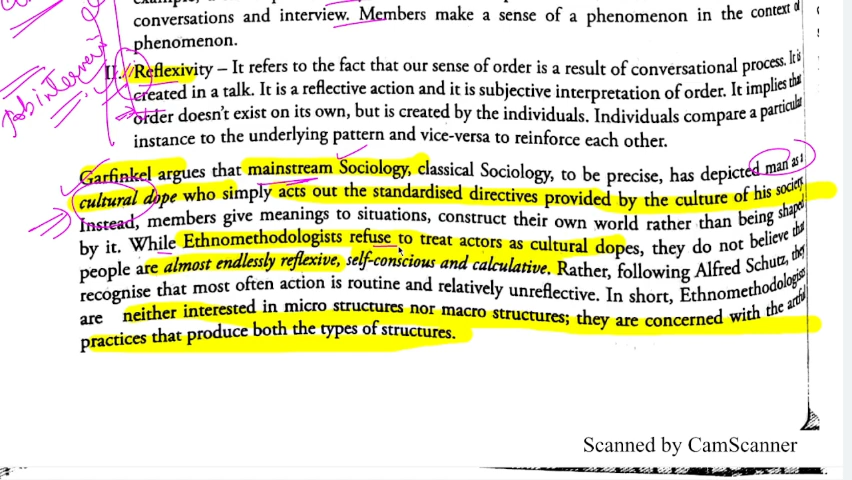 conversations and interview. Members make a sense of a phenomenon in the context of
phenomenon.
II. Reflexivity – It refers to the fact that our sense of order is a result of conversational process. It is
created in a talk. It is a reflective action and it is subjective interpretation of order. It implies that
order doesn't exist on its own, but is created by the individuals. Individuals compare a particular
instance to the underlying pattern and vice-versa to reinforce each other.
Job interview
Garfinkel argues that mainstream Sociology, classical Sociology, to be precise, has depicted man as a
cultural dope who simply acts out the standardised directives provided by the culture of his society.
Instead, members give meanings to situations, construct their own world rather than being shaped
by it. While Ethnomethodologists refuse to treat actors as cultural dopes, they do not believe that
people are almost endlessly reflexive, self-conscious and calculative. Rather, following Alfred Schutz, they
recognise that most often action is routine and relatively unreflective. In short, Ethnomethodologists
are neither interested in micro structures nor macro structures; they are concerned with the artful
practices that produce both the types of structures.
Scanned by CamScanner